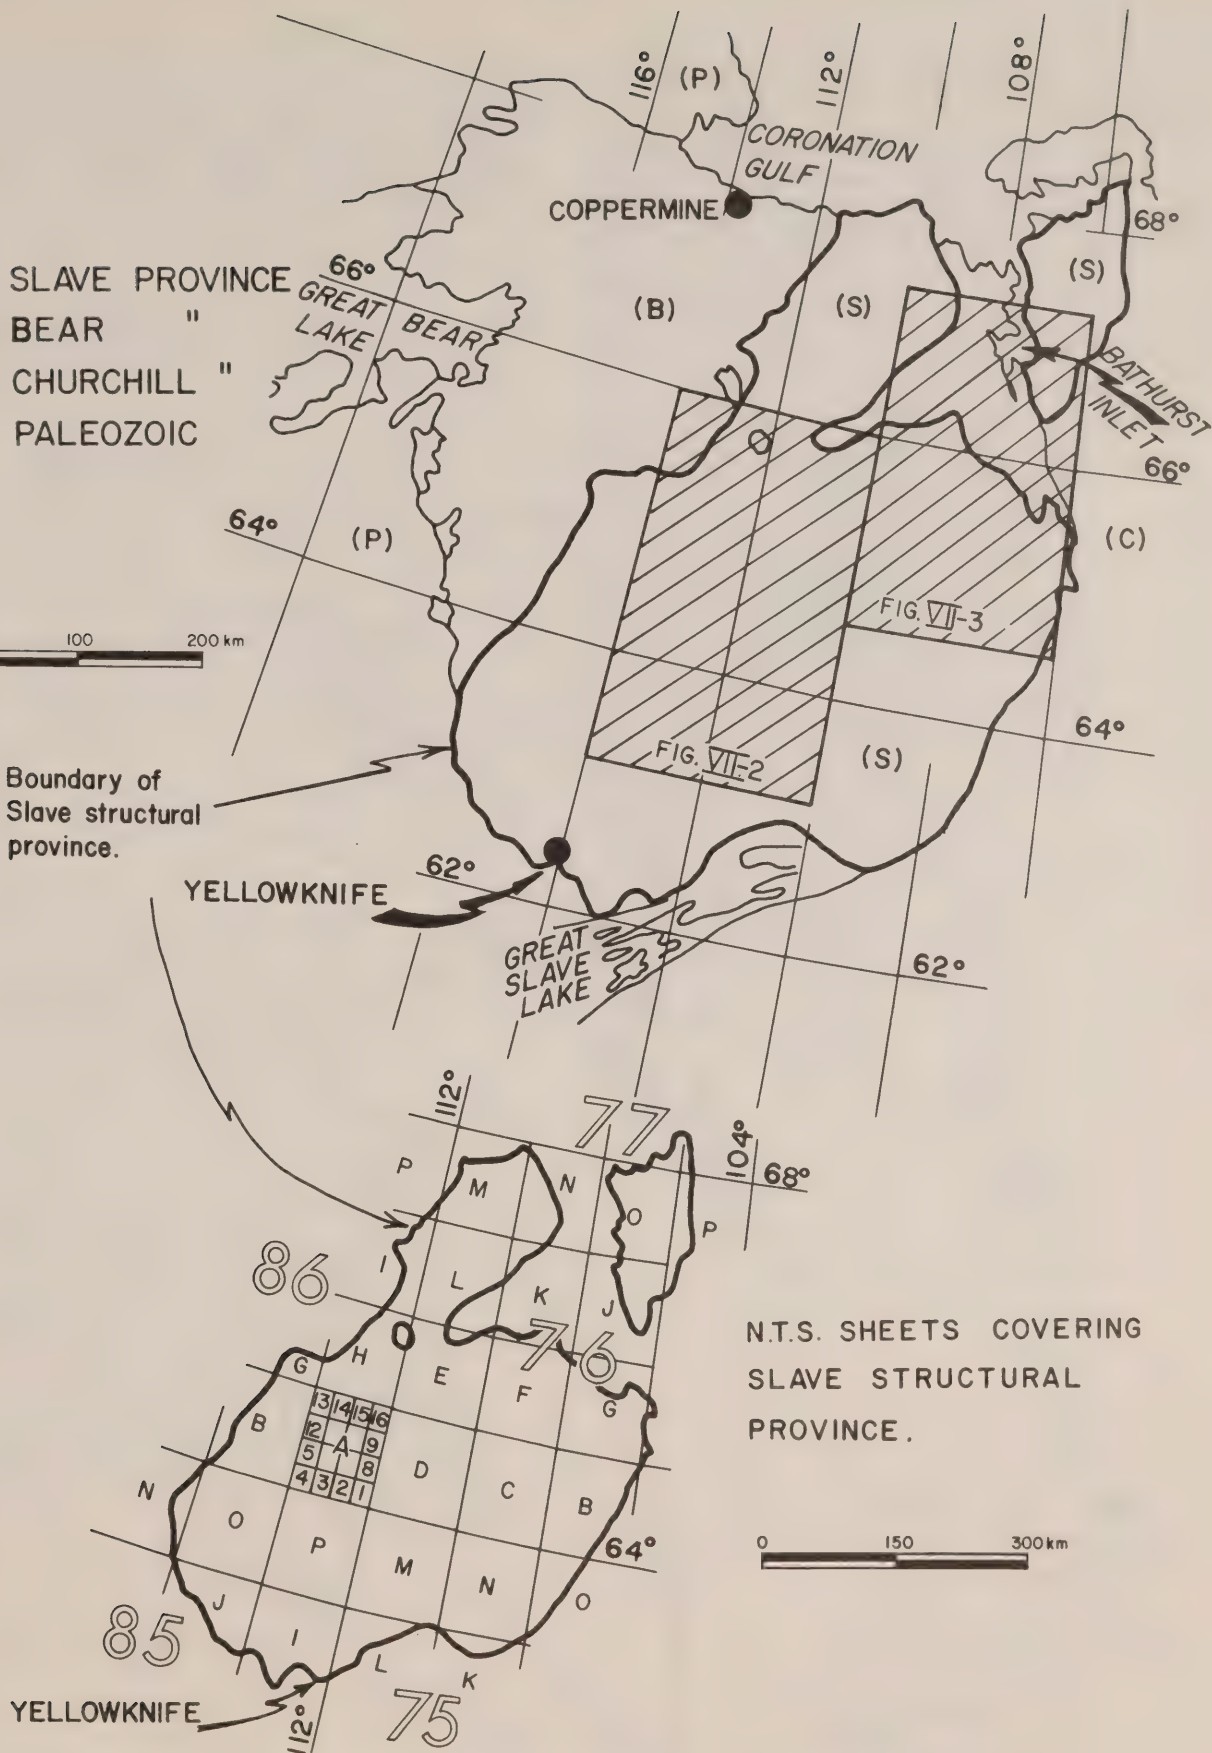 116°
(P)
112°
108°
CORONATION
GULF
COPPERMINE
68°
(S)
SLAVE PROVINCE
BEAR "
CHURCHILL "
PALEOZOIC
66°
GREAT BEAR
LAKE
(B)
(S)
BATHURST
INLET
66°
64°
(P)
(C)
FIG. VII-3
100 200 km
64°
FIG. VII-2
(S)
Boundary of
Slave structural
province.
62°
YELLOWKNIFE
GREAT
SLAVE
LAKE
62°
112°
77
104°
68°
P M N O P
86
I L K J
76
G H E F G
13 14 15 16
B 12 A 9
5 8 D C B
4 3 2 1
N O P M N O
64°
J I L K
85
75
YELLOWKNIFE
112°
N.T.S. SHEETS COVERING
SLAVE STRUCTURAL
PROVINCE.
0 150 300 km